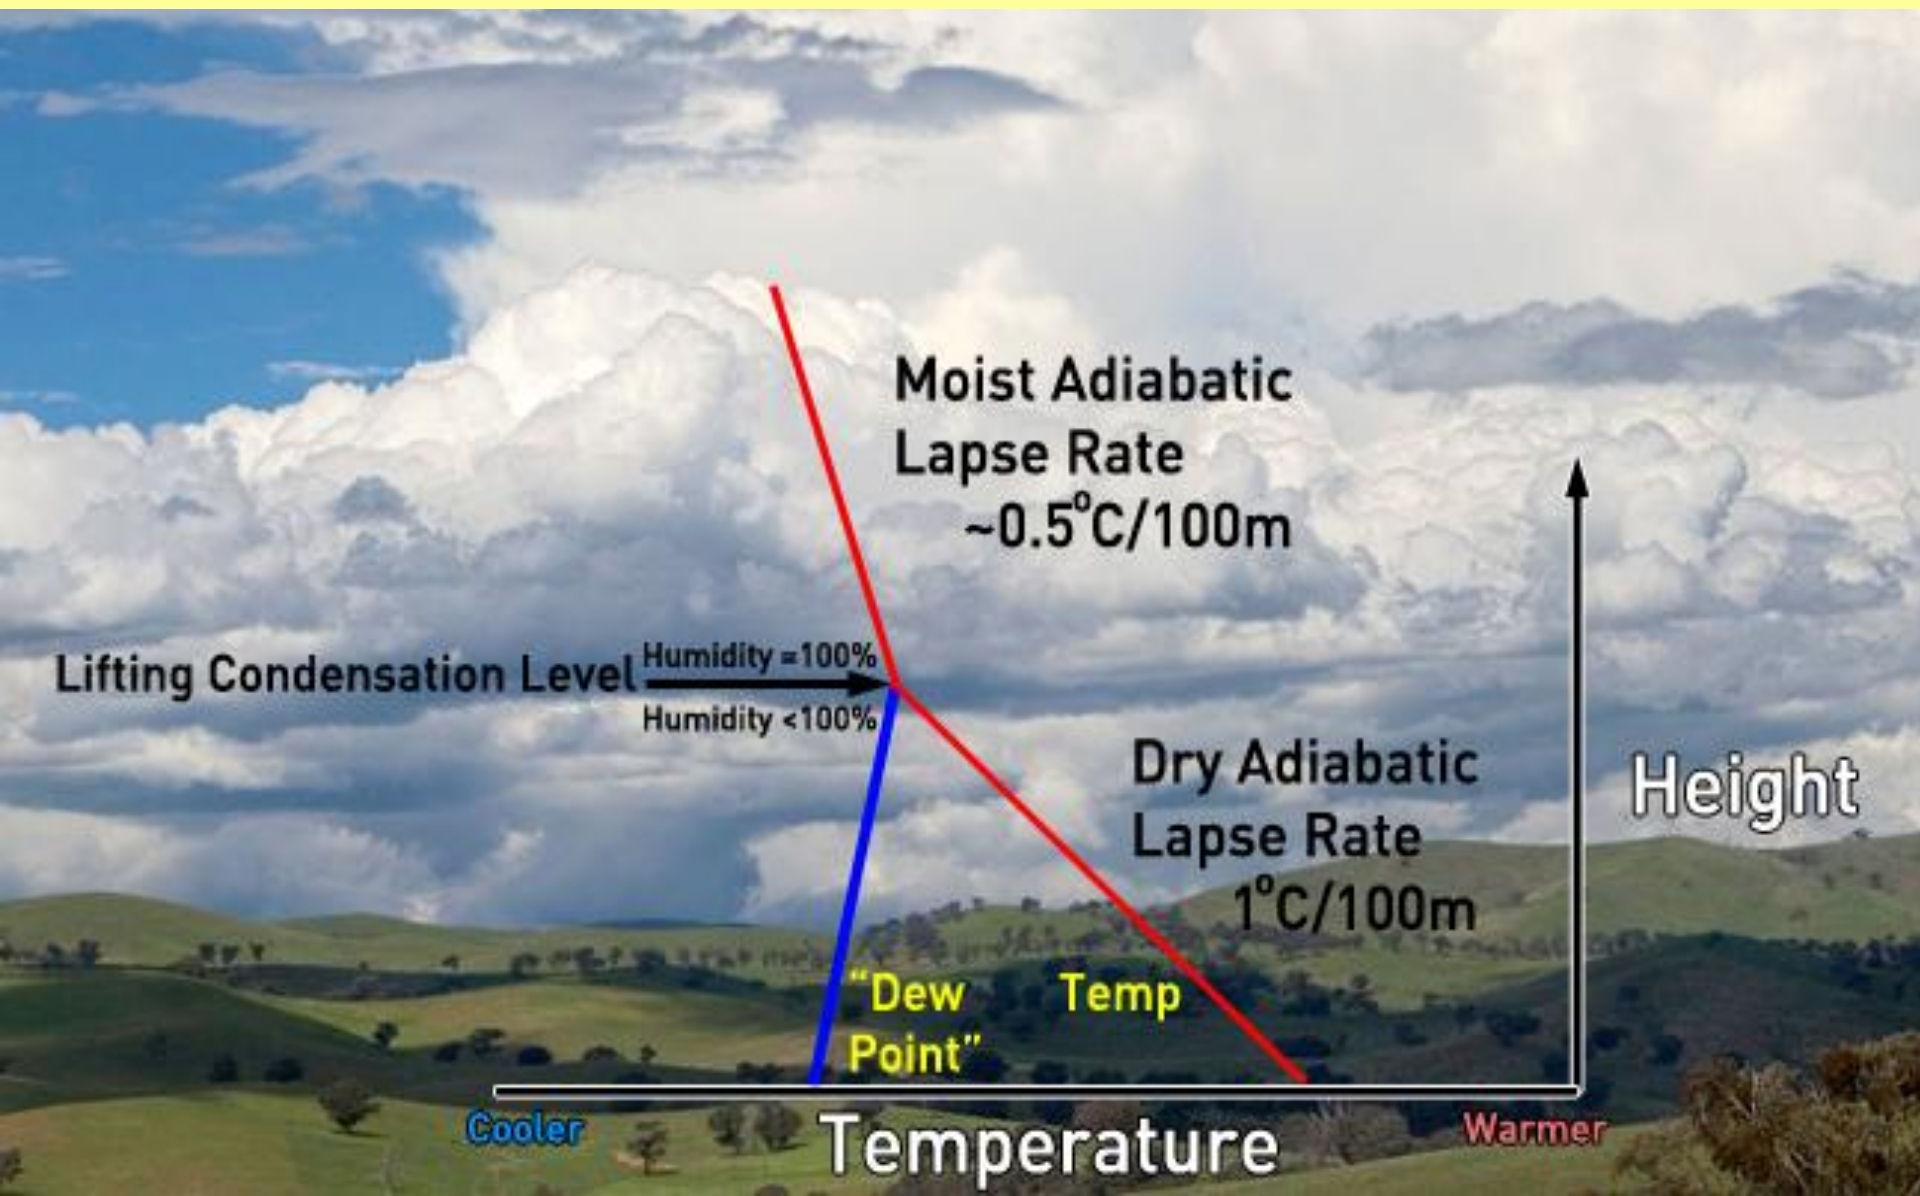 Moist Adiabatic
Lapse Rate
~0.5°C/100m
Lifting Condensation Level
Humidity =100%
Humidity <100%
Dry Adiabatic
Lapse Rate
1°C/100m
Height
“Dew
Point”
Temp
Cooler
Temperature
Warmer